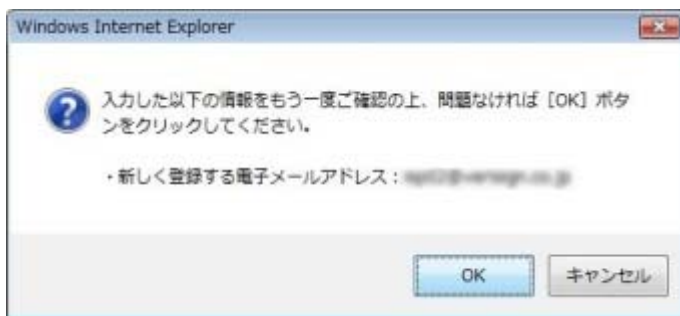 Windows Internet Explorer
入力した以下の情報をもう一度ご確認の上、問題なければ [OK] ボタ
ンをクリックしてください。
・新しく登録する電子メールアドレス：
OK
キャンセル